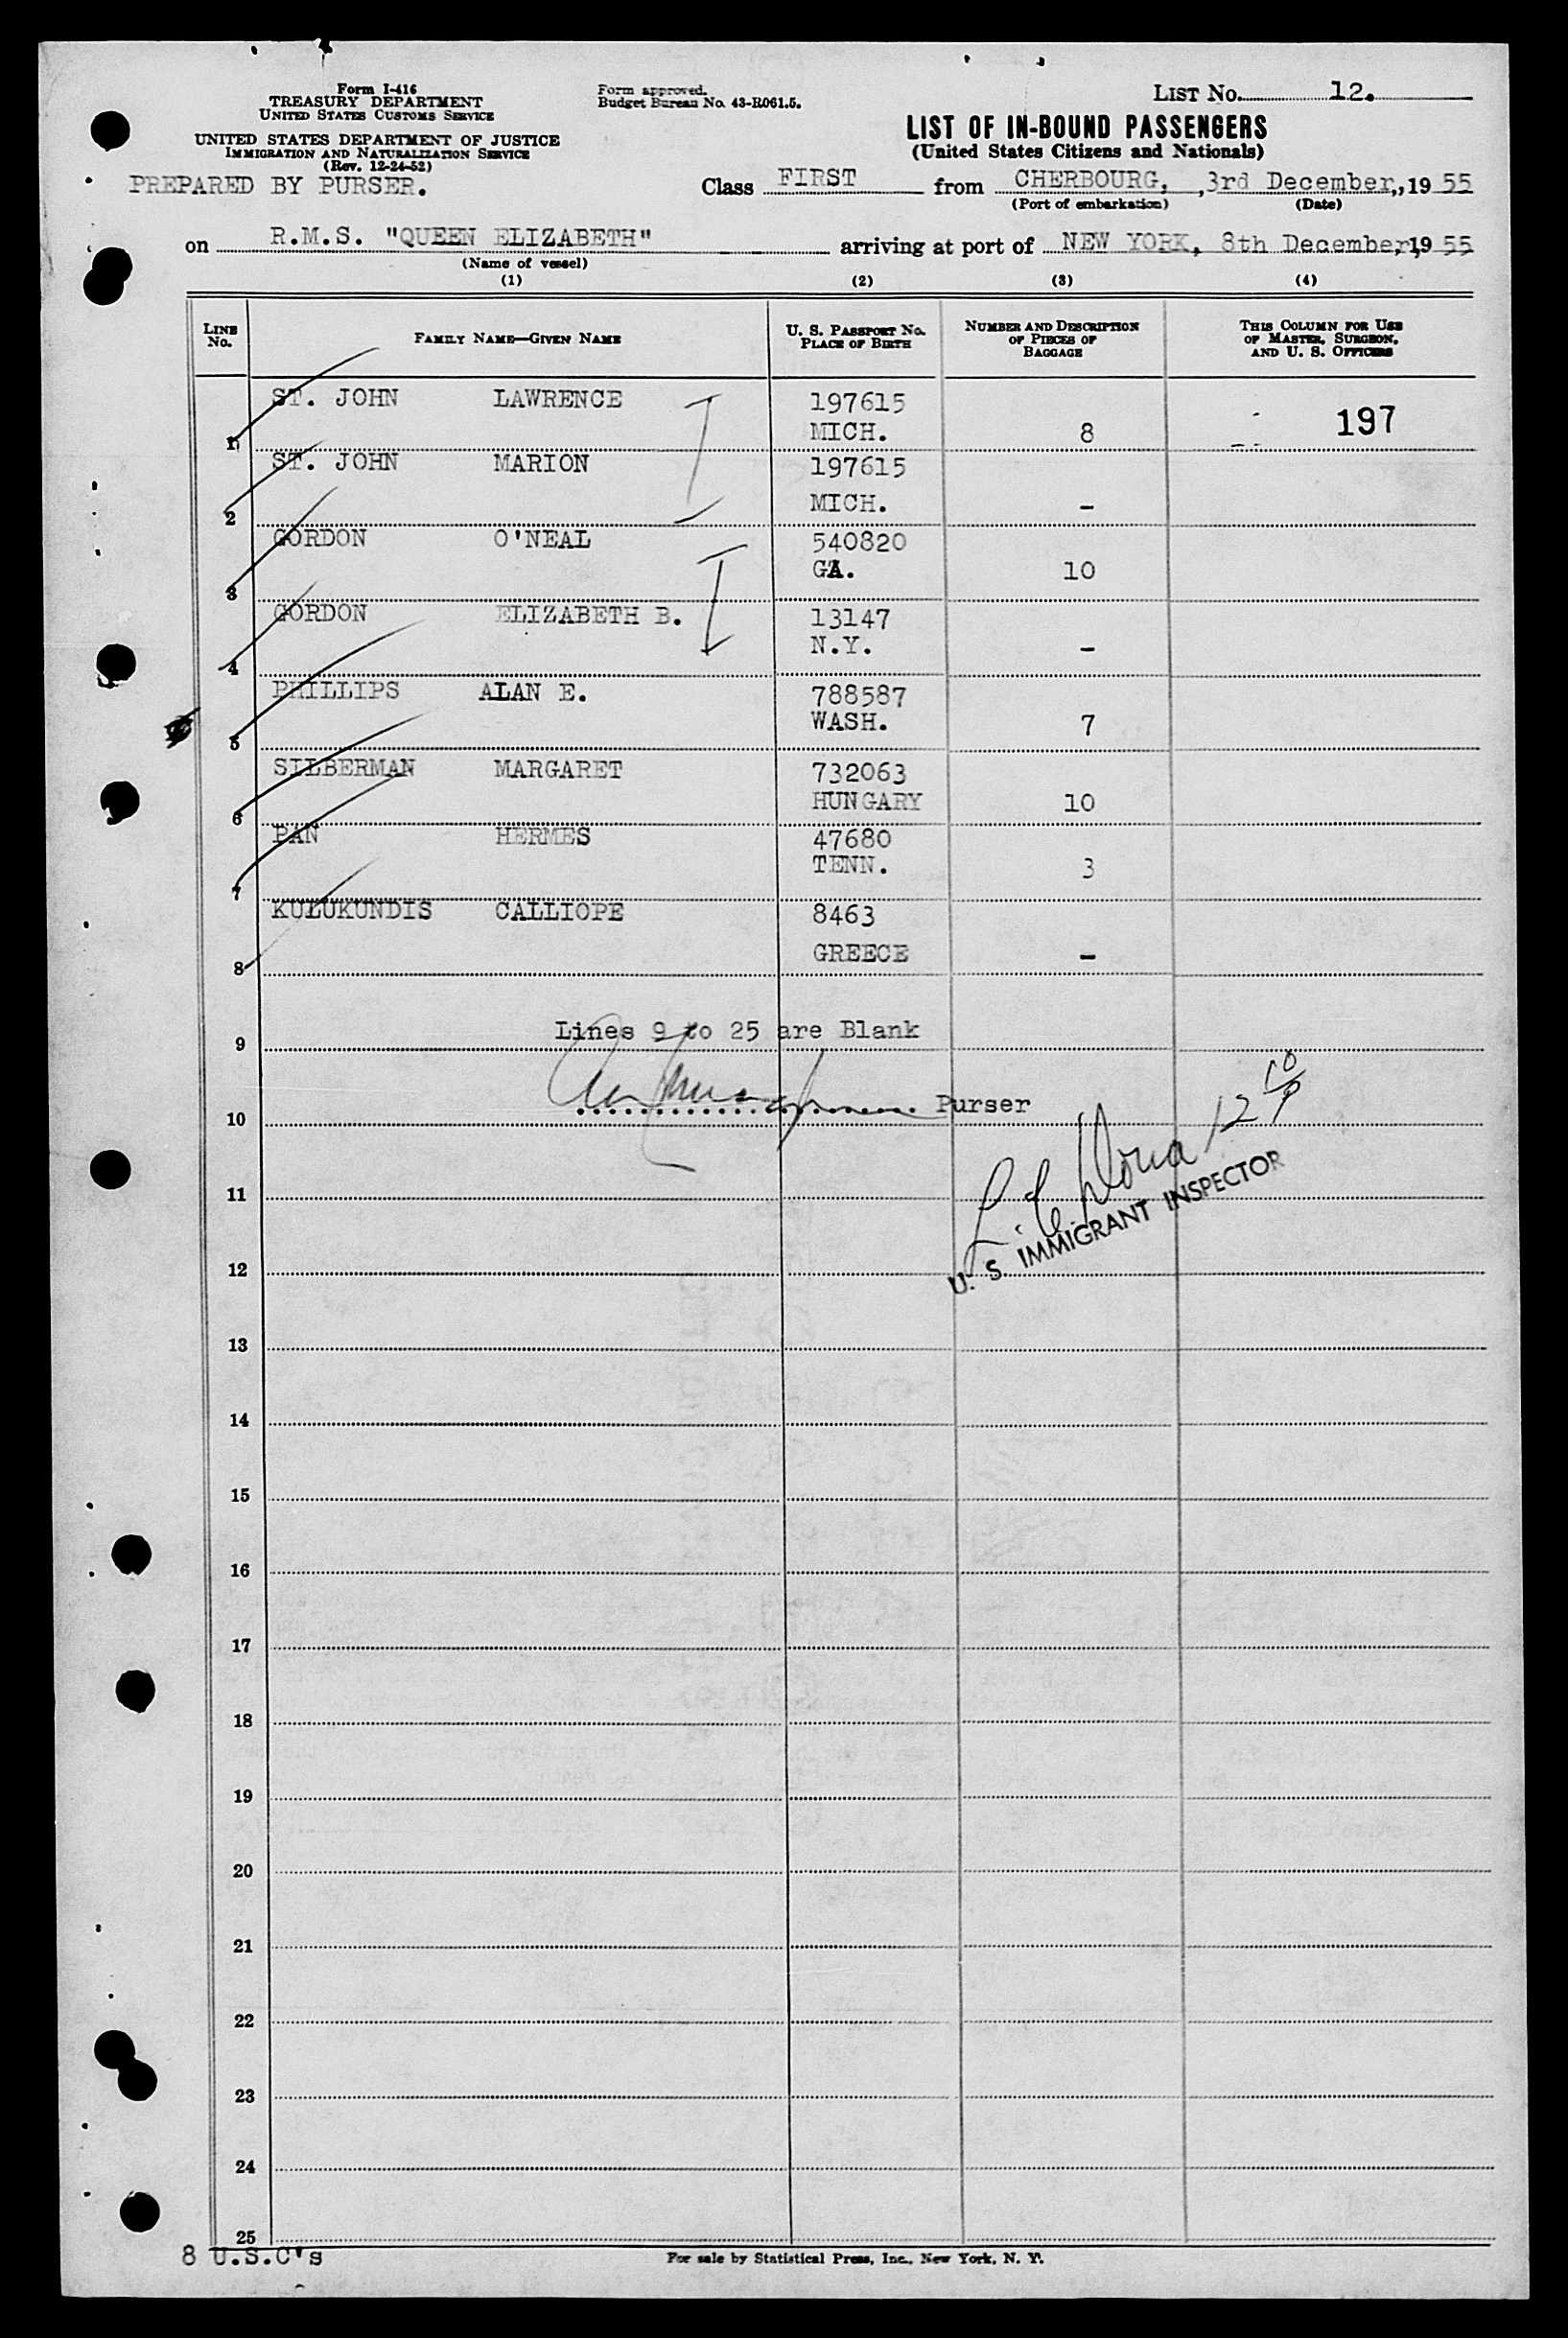 Form I-416
TREASURY DEPARTMENT
UNITED STATES CUSTOMS SERVICE
UNITED STATES DEPARTMENT OF JUSTICE
IMMIGRATION AND NATURALIZATION SERVICE
(Rev. 12-24-52)
PREPARED BY PURSER.
Form approved.
Budget Bureau No. 43-R061.5.
LIST No. 12.
LIST OF IN-BOUND PASSENGERS
(United States Citizens and Nationals)
Class FIRST from CHERBOURG, , 3rd December,, 19 55
(Port of embarkation) (Date)
on R.M.S. "QUEEN ELIZABETH" arriving at port of NEW YORK, 8th December, 19 55
(Name of vessel)
(1) (2) (3) (4)
LINE No. FAMILY NAME—GIVEN NAME U. S. PASSPORT No. PLACE OF BIRTH NUMBER AND DESCRIPTION OF PIECES OF BAGGAGE THIS COLUMN FOR USE OF MASTER, SURGEON, AND U. S. OFFICERS
ST. JOHN LAWRENCE 197615
1 MICH. 8 197
ST. JOHN MARION 197615
2 MICH. -
GORDON O'NEAL 540820
3 GA. 10
GORDON ELIZABETH B. 13147
4 N.Y. -
PHILLIPS ALAN E. 788587
5 WASH. 7
SILBERMAN MARGARET 732063
6 HUNGARY 10
PAN HERMES 47680
7 TENN. 3
KULUKUNDIS CALLIOPE 8463
8 GREECE -
9 Lines 9 to 25 are Blank
10 Purser
11
U. S. IMMIGRANT INSPECTOR
12
13
14
15
16
17
18
19
20
21
22
23
24
25
8 U.S.C's
For sale by Statistical Press, Inc., New York, N. Y.